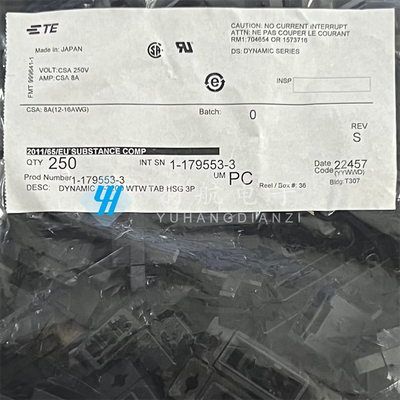 TE
CAUTION: NO CURRENT INTERRUPT
ATTN: NE PAS COUPER LE COURANT
RM1: 704654 OR 1573716
DS: DYNAMIC SERIES
Made in: JAPAN
VOLT:CSA 250V
AMP:CSA 8A
FMT 999641-1
INSP
CSA: 8A(12-16AWG)
Batch: 0
REV
S
2011/65/EU SUBSTANCE COMP
QTY 250 INT SN 1-179553-3 Date 22457
Code (YYWWD)
Prod Number 1-179553-3 UM PC Reel / Box #: 36 Bldg: T307
DESC: DYNAMIC WTW TAB HSG 3P
YUHANGDIANZI